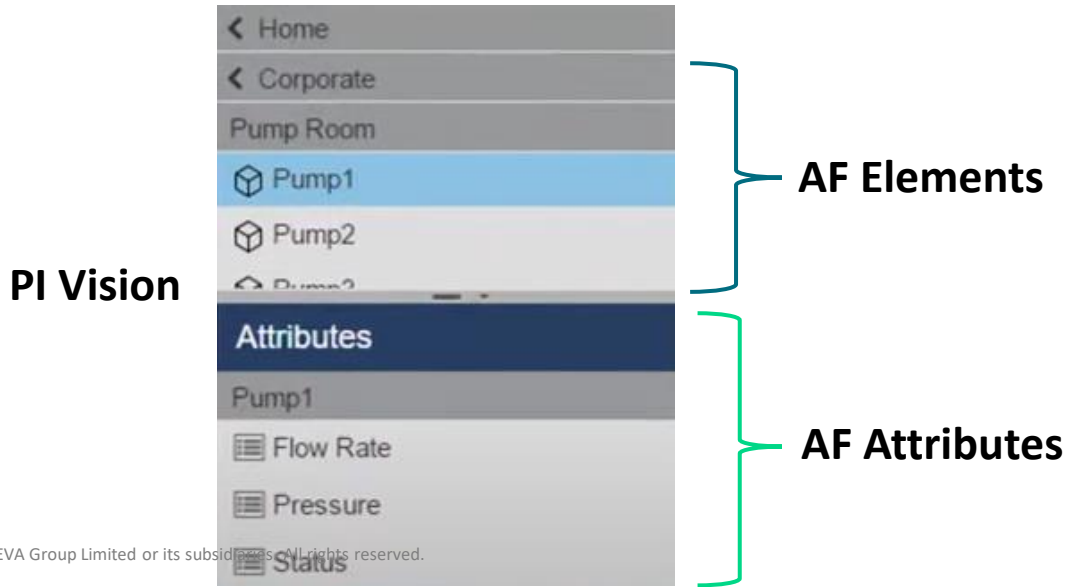 Home
Corporate
Pump Room
Pump1
Pump2
Pump3
Attributes
Pump1
Flow Rate
Pressure
Status
PI Vision
AF Elements
AF Attributes
EVA Group Limited or its subsidiaries. All rights reserved.